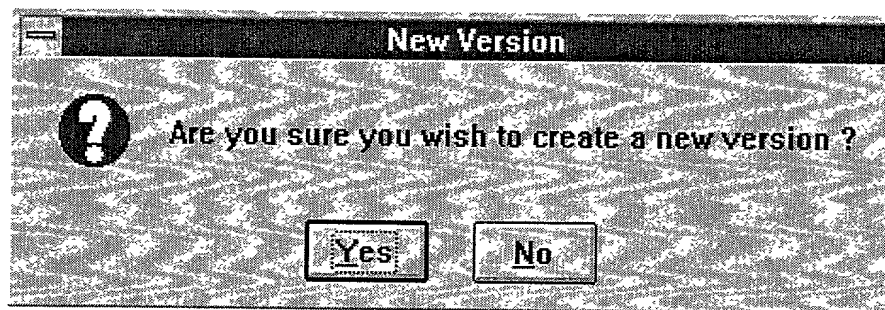 New Version
Are you sure you wish to create a new version ?
Yes
No